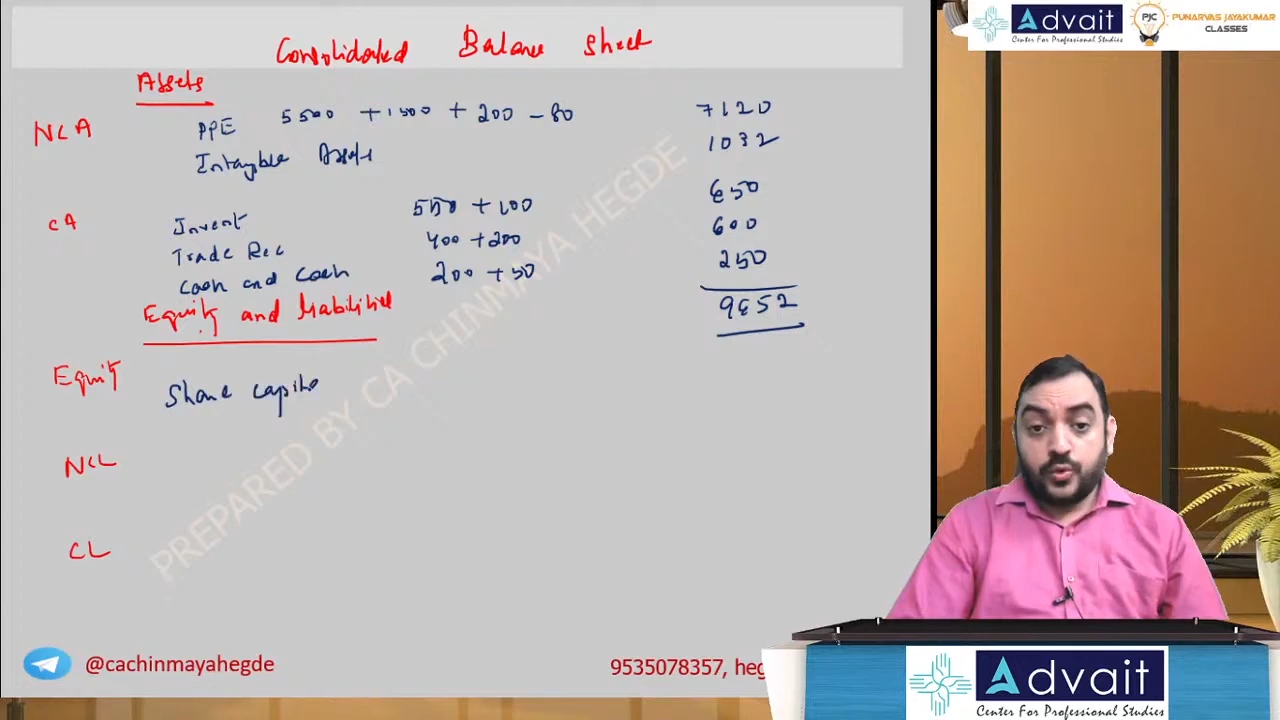 Consolidated Balance Sheet
Assets
NCA
PPE 5500 + 1500 + 200 - 80 7120
Intangible Assets 1032
CA
Invent 550 + 100 650
Trade Rec 400 + 200 600
Cash and Cash 200 + 50 250
9652
Equity and Liabilities
Equity Share capital
NCL
CL
PREPARED BY CA CHINMAYA HEGDE
@cachinmayahegde
9535078357, heg
Advait
Center For Professional Studies
PJC PUNARVAS JAYAKUMAR
CLASSES
Advait
Center For Professional Studies